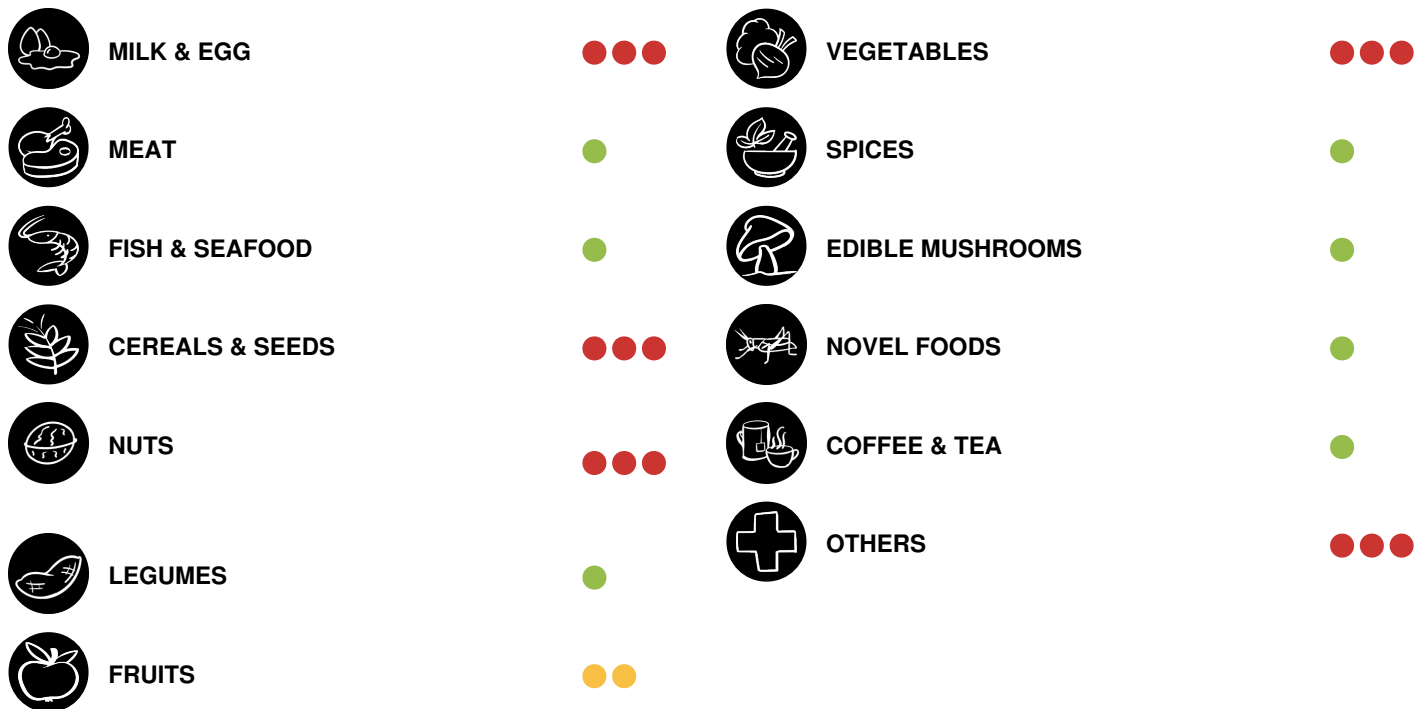 MILK & EGG
MEAT
FISH & SEAFOOD
CEREALS & SEEDS
NUTS
LEGUMES
FRUITS
VEGETABLES
SPICES
EDIBLE MUSHROOMS
NOVEL FOODS
COFFEE & TEA
OTHERS